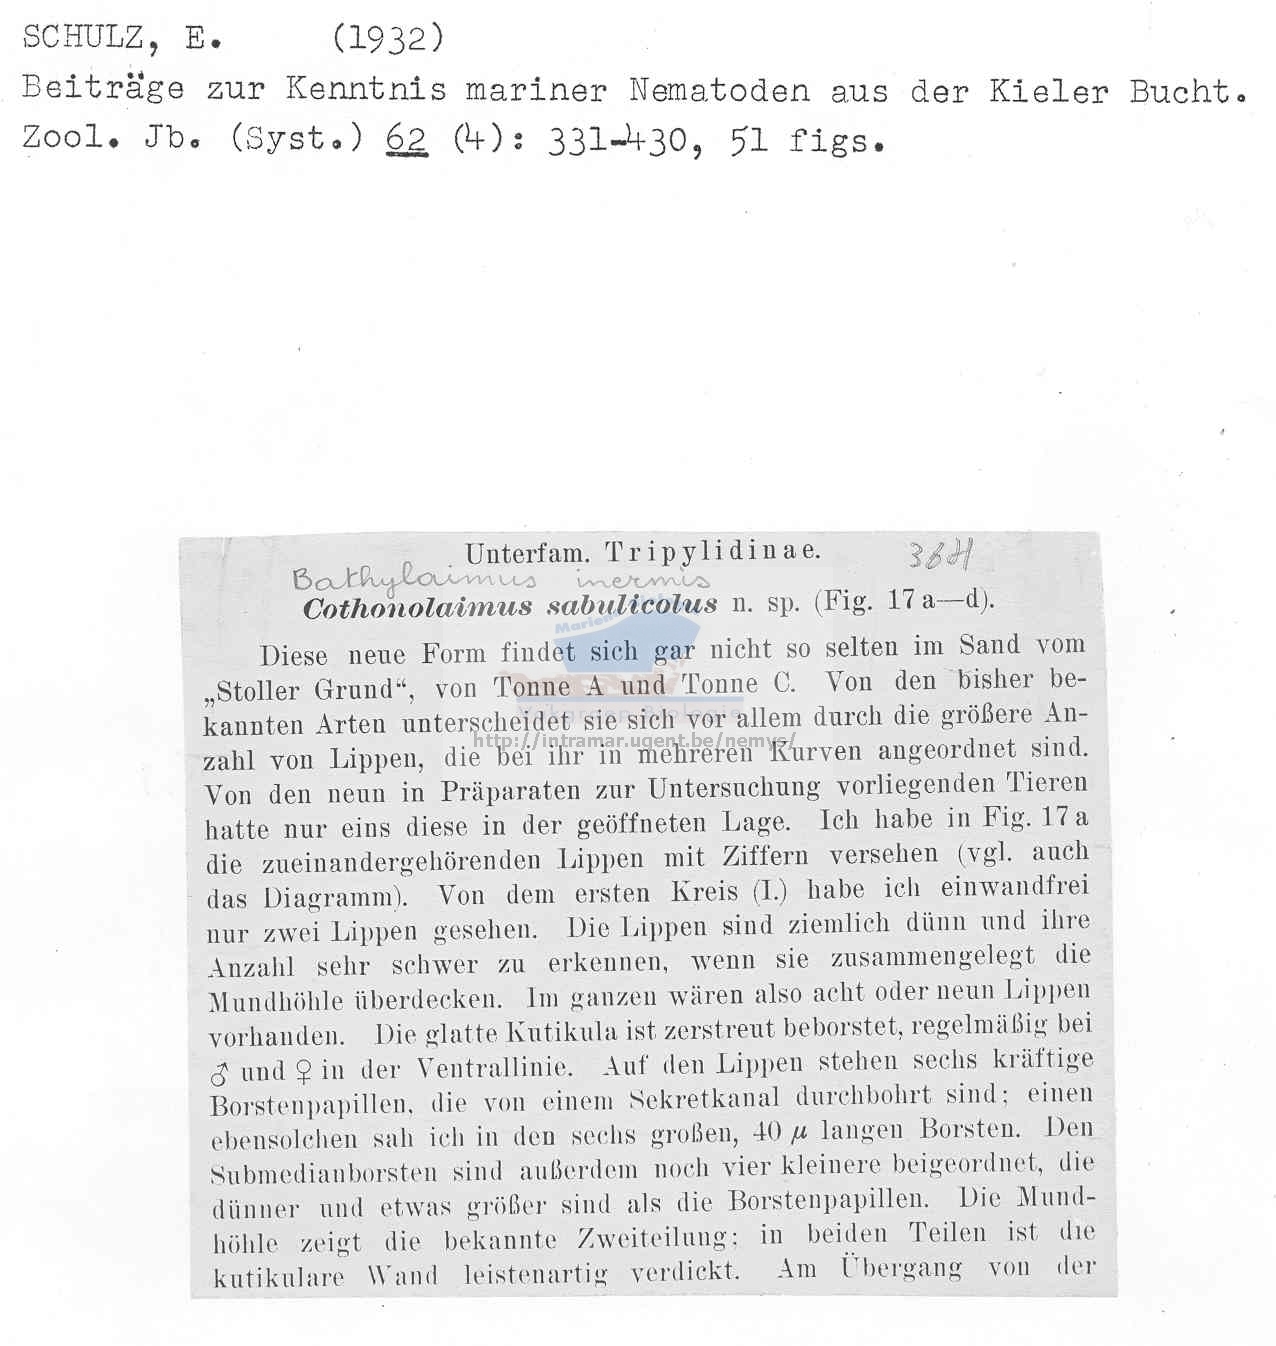 SCHULZ, E. (1932)
Beiträge zur Kenntnis mariner Nematoden aus der Kieler Bucht.
Zool. Jb. (Syst.) 62 (4): 331-430, 51 figs.
Unterfam. Tripylidinae.
Bathylaimus inermis
Cothonolaimus sabulicolus n. sp. (Fig. 17 a—d).
Diese neue Form findet sich gar nicht so selten im Sand vom
„Stoller Grund“, von Tonne A und Tonne C. Von den bisher be-
kannten Arten unterscheidet sie sich vor allem durch die größere An-
zahl von Lippen, die bei ihr in mehreren Kurven angeordnet sind.
http://intramar.ugent.be/nemys/
Von den neun in Präparaten zur Untersuchung vorliegenden Tieren
hatte nur eins diese in der geöffneten Lage. Ich habe in Fig. 17 a
die zueinandergehörenden Lippen mit Ziffern versehen (vgl. auch
das Diagramm). Von dem ersten Kreis (I.) habe ich einwandfrei
nur zwei Lippen gesehen. Die Lippen sind ziemlich dünn und ihre
Anzahl sehr schwer zu erkennen, wenn sie zusammengelegt die
Mundhöhle überdecken. Im ganzen wären also acht oder neun Lippen
vorhanden. Die glatte Kutikula ist zerstreut beborstet, regelmäßig bei
♂ und ♀ in der Ventrallinie. Auf den Lippen stehen sechs kräftige
Borstenpapillen, die von einem Sekretkanal durchbohrt sind; einen
ebensolchen sah ich in den sechs großen, 40 µ langen Borsten. Den
Submedianborsten sind außerdem noch vier kleinere beigeordnet, die
dünner und etwas größer sind als die Borstenpapillen. Die Mund-
höhle zeigt die bekannte Zweiteilung; in beiden Teilen ist die
kutikulare Wand leistenartig verdickt. Am Übergang von der